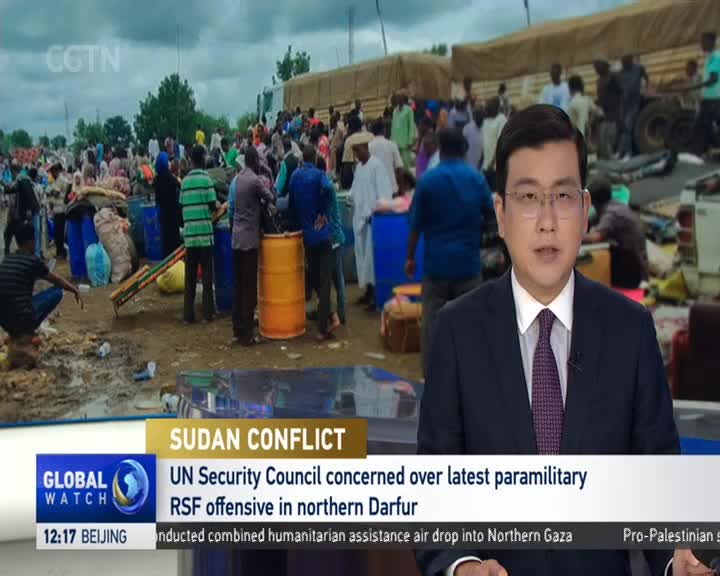 CGTN
SUDAN CONFLICT
UN Security Council concerned over latest paramilitary
RSF offensive in northern Darfur
GLOBAL
WATCH
12:17 BEIJING
onducted combined humanitarian assistance air drop into Northern Gaza Pro-Palestinian s